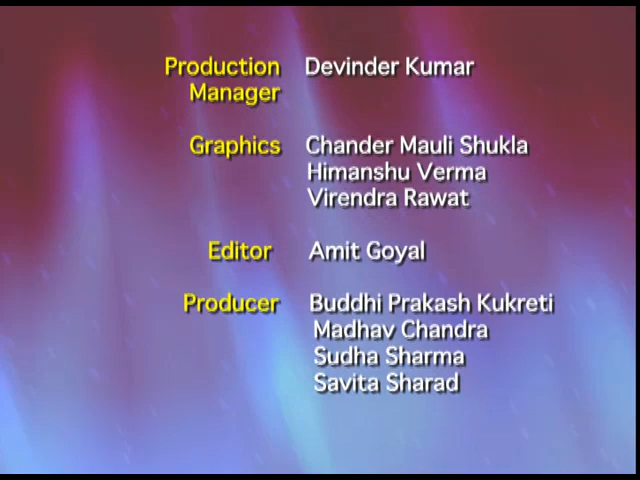 Production Devinder Kumar
Manager
Graphics Chander Mauli Shukla
Himanshu Verma
Virendra Rawat
Editor Amit Goyal
Producer Buddhi Prakash Kukreti
Madhav Chandra
Sudha Sharma
Savita Sharad